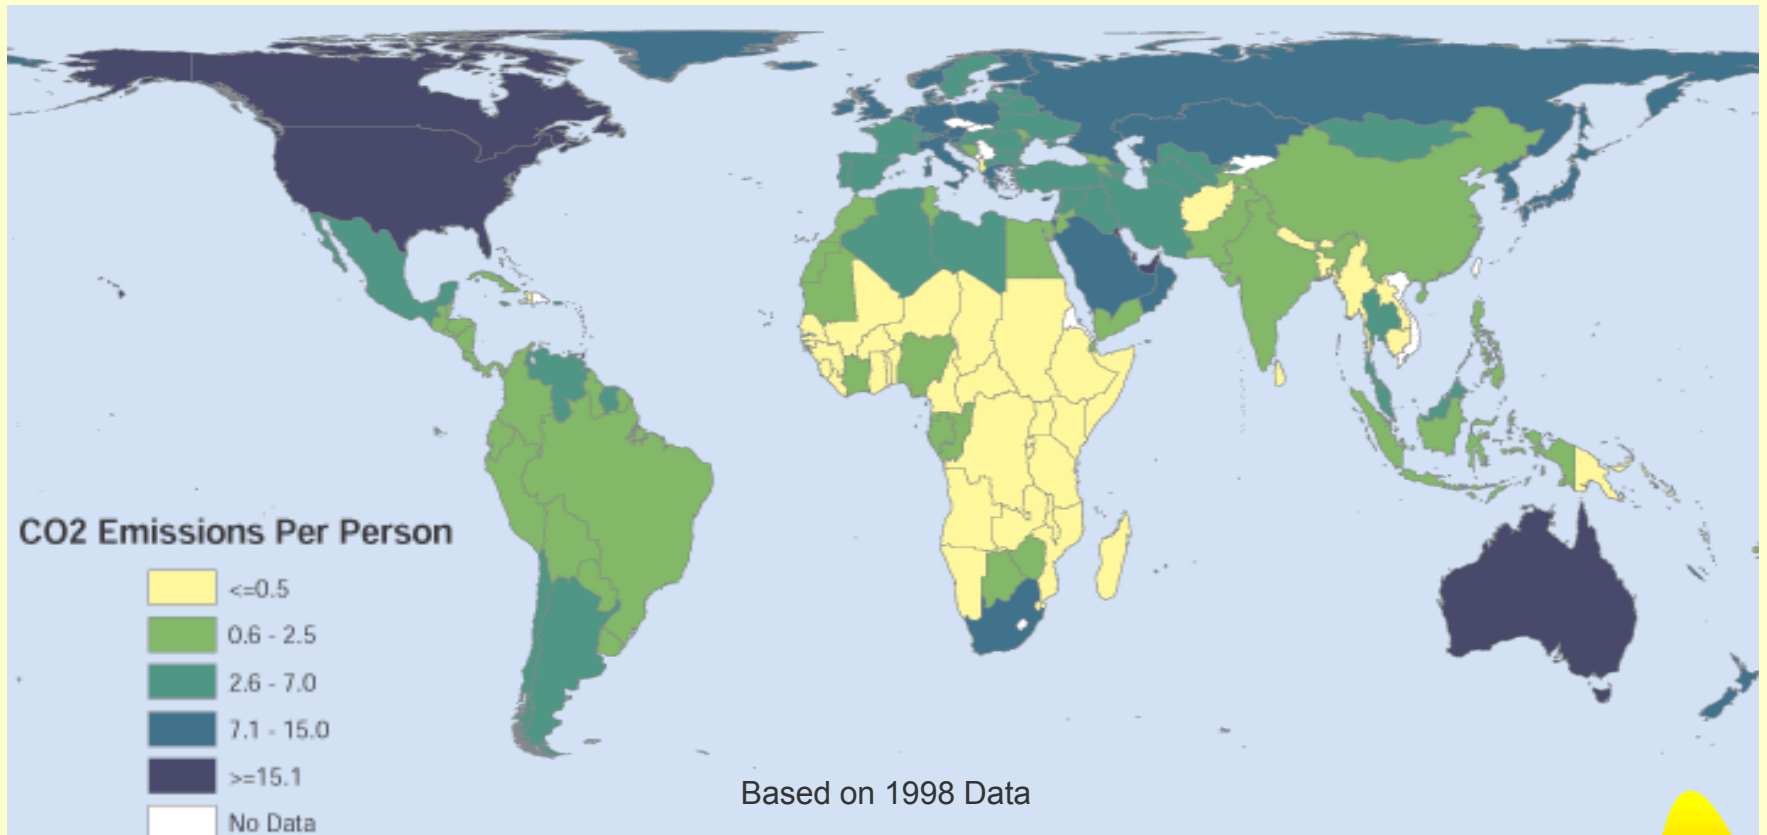 CO2 Emissions Per Person
<=0.5
0.6 - 2.5
2.6 - 7.0
7.1 - 15.0
>=15.1
No Data
Based on 1998 Data